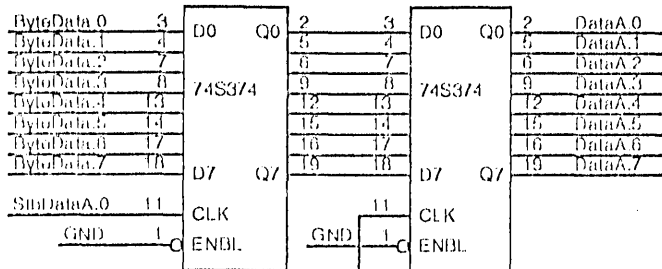 ByteData.0 3 D0 Q0 2 3 D0 Q0 2 DataA.0
ByteData.1 4 5 4 5 DataA.1
ByteData.2 7 6 7 6 DataA.2
ByteData.3 8 74S374 9 8 74S374 9 DataA.3
ByteData.4 13 12 13 12 DataA.4
ByteData.5 14 15 14 15 DataA.5
ByteData.6 17 16 17 16 DataA.6
ByteData.7 18 D7 Q7 19 18 D7 Q7 19 DataA.7
StbDataA.0 11 CLK 11 CLK
GND 1 ENBL GND 1 ENBL